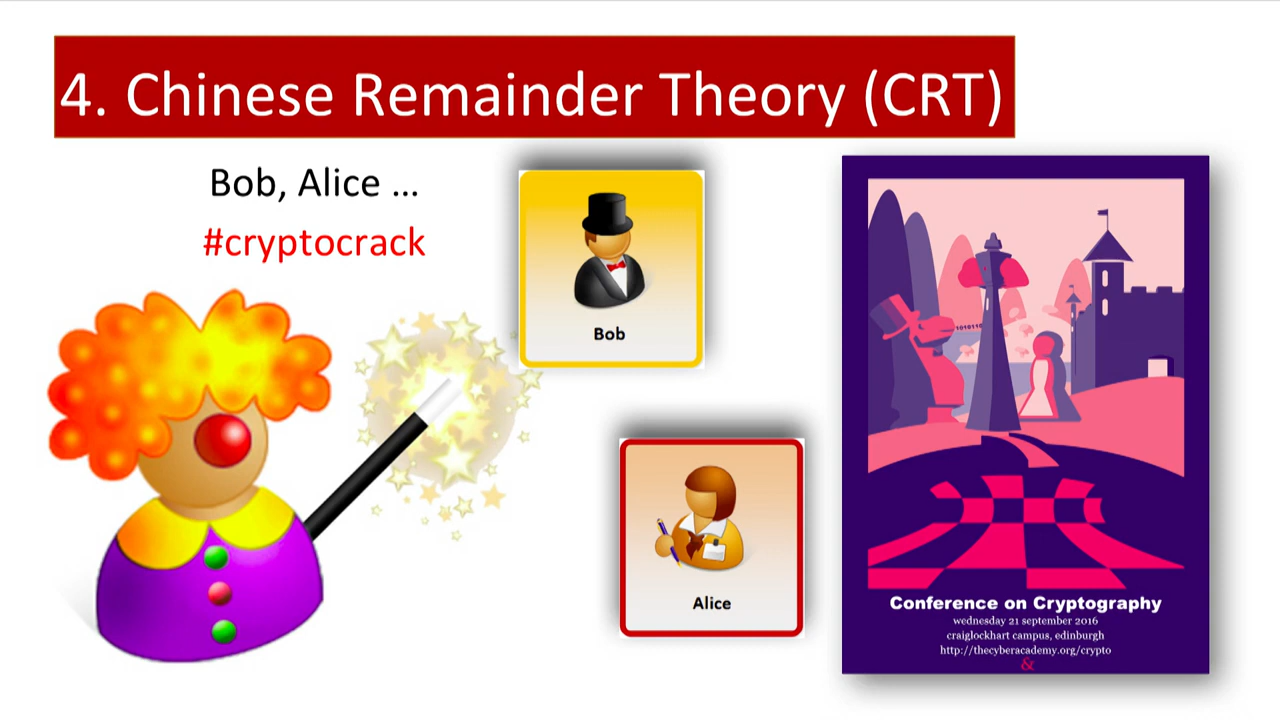 4. Chinese Remainder Theory (CRT)
Bob, Alice ...
#cryptocrack
Bob
Alice
1010110
Conference on Cryptography
wednesday 21 september 2016
craiglockhart campus, edinburgh
http://thecyberacademy.org/crypto
&